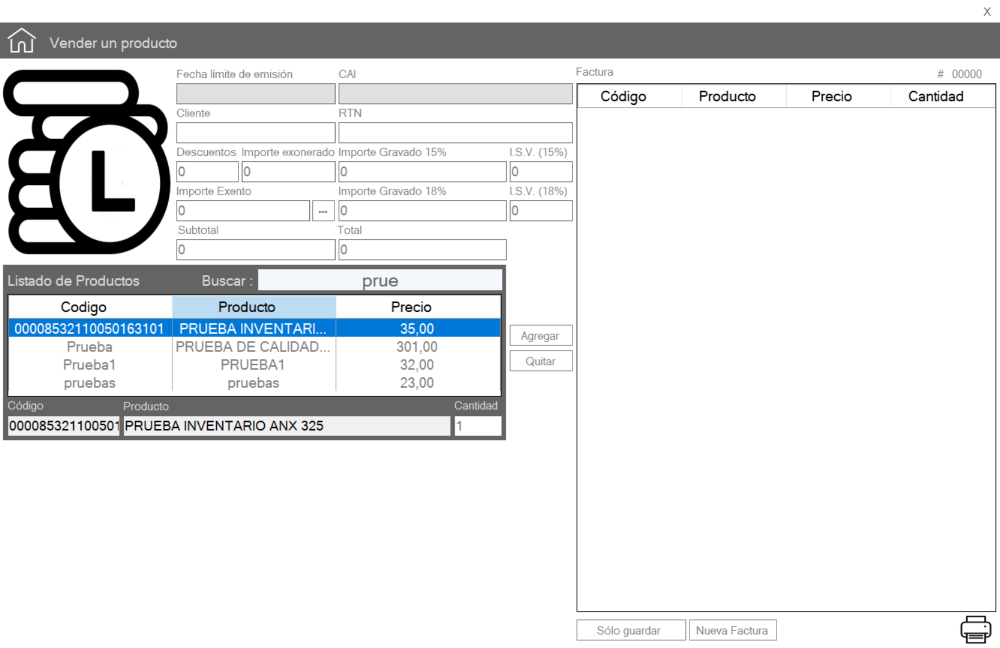 X
Vender un producto
Fecha límite de emisión CAI
Cliente RTN
Descuentos Importe exonerado Importe Gravado 15% I.S.V. (15%)
0 0 0 0
Importe Exento Importe Gravado 18% I.S.V. (18%)
0 ... 0 0
Subtotal Total
0 0
L
Listado de Productos Buscar : prue
Codigo Producto Precio
00008532110050163101 PRUEBA INVENTARI... 35,00
Prueba PRUEBA DE CALIDAD... 301,00
Prueba1 PRUEBA1 32,00
pruebas pruebas 23,00
Código Producto Cantidad
000085321100501 PRUEBA INVENTARIO ANX 325 1
Agregar
Quitar
Factura # 00000
Código Producto Precio Cantidad
Sólo guardar Nueva Factura